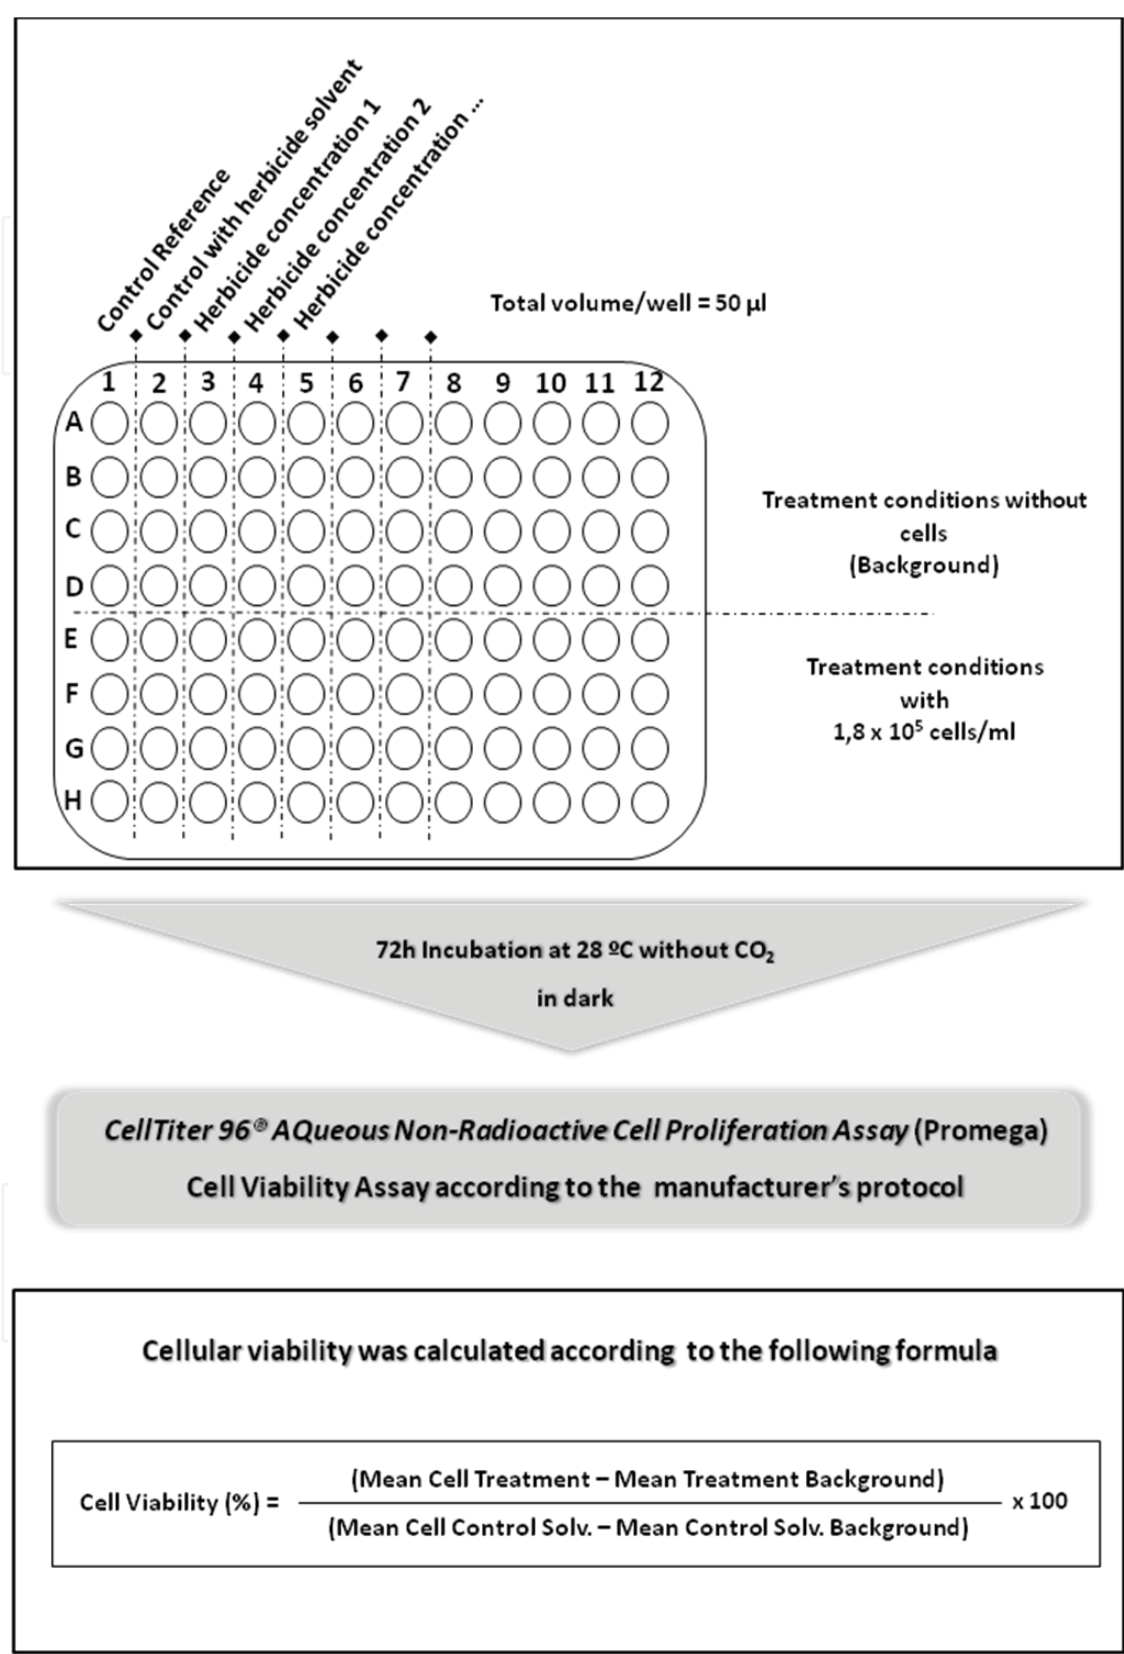 Control Reference
Control with herbicide solvent
Herbicide concentration 1
Herbicide concentration 2
Herbicide concentration ...
Total volume/well = 50 µl
1 2 3 4 5 6 7 8 9 10 11 12
A
B
C
D
E
F
G
H
Treatment conditions without
cells
(Background)
Treatment conditions
with
1,8 x 10⁵ cells/ml
72h Incubation at 28 ºC without CO₂
in dark
CellTiter 96® AQueous Non-Radioactive Cell Proliferation Assay (Promega)
Cell Viability Assay according to the manufacturer's protocol
Cellular viability was calculated according to the following formula
Cell Viability (%) =
(Mean Cell Treatment – Mean Treatment Background)
(Mean Cell Control Solv. – Mean Control Solv. Background)
x 100